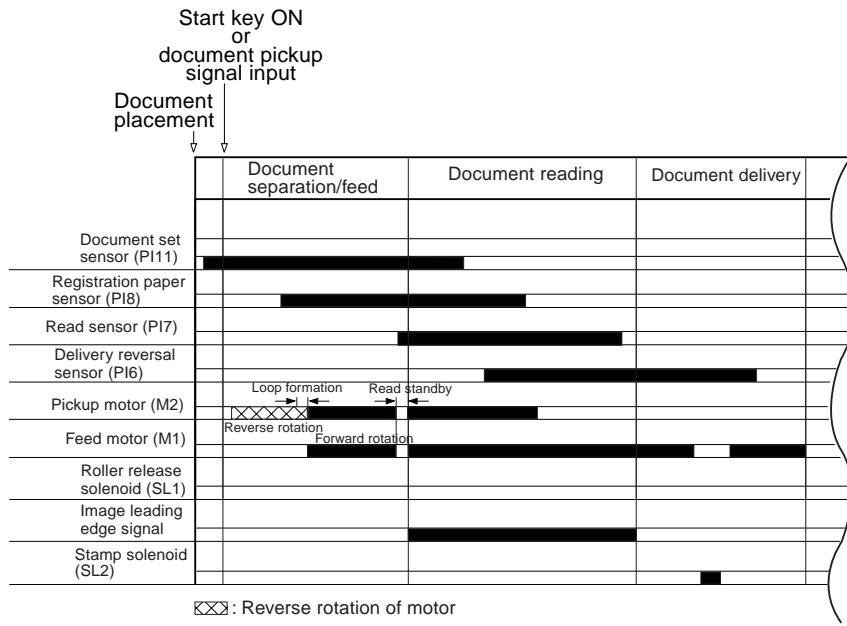 Start key ON
or
document pickup
signal input
Document
placement
Document
separation/feed
Document reading
Document delivery
Document set
sensor (PI11)
Registration paper
sensor (PI8)
Read sensor (PI7)
Delivery reversal
sensor (PI6)
Loop formation
Read standby
Pickup motor (M2)
Reverse rotation
Feed motor (M1)
Forward rotation
Roller release
solenoid (SL1)
Image leading
edge signal
Stamp solenoid
(SL2)
: Reverse rotation of motor